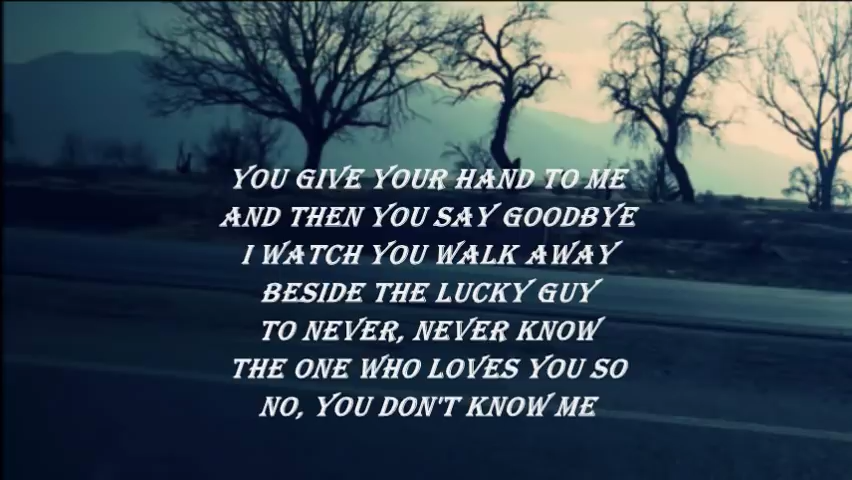 YOU GIVE YOUR HAND TO ME
AND THEN YOU SAY GOODBYE
I WATCH YOU WALK AWAY
BESIDE THE LUCKY GUY
TO NEVER, NEVER KNOW
THE ONE WHO LOVES YOU SO
NO, YOU DON'T KNOW ME